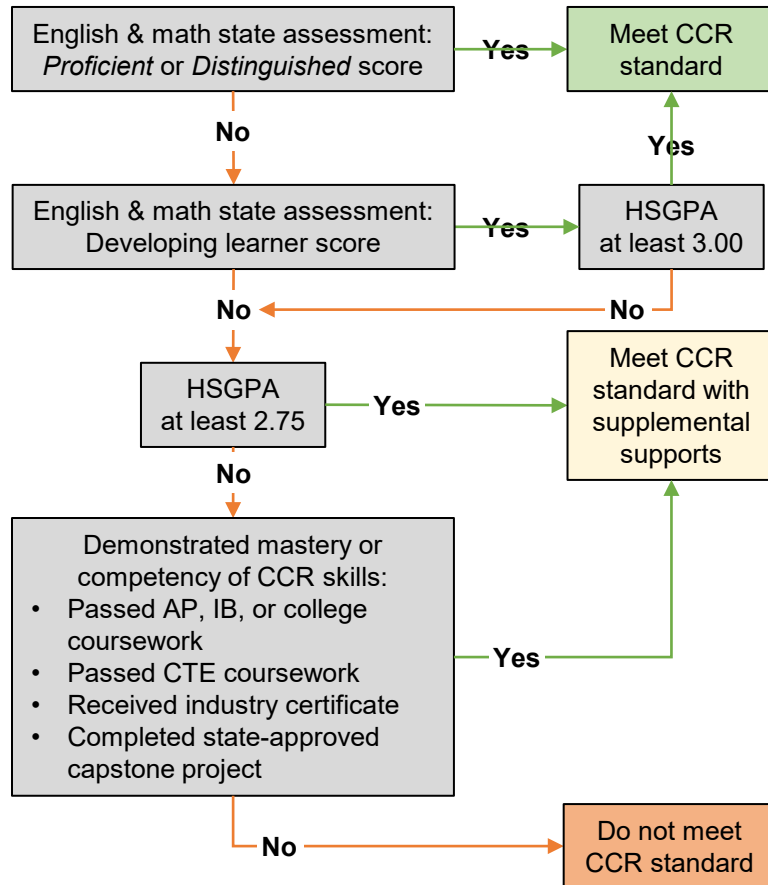 English & math state assessment:
Proficient or Distinguished score
Yes
Meet CCR
standard
No
Yes
English & math state assessment:
Developing learner score
Yes
HSGPA
at least 3.00
No
No
HSGPA
at least 2.75
Yes
Meet CCR
standard with
supplemental
supports
No
Demonstrated mastery or
competency of CCR skills:
• Passed AP, IB, or college
coursework
• Passed CTE coursework
• Received industry certificate
• Completed state-approved
capstone project
Yes
No
Do not meet
CCR standard